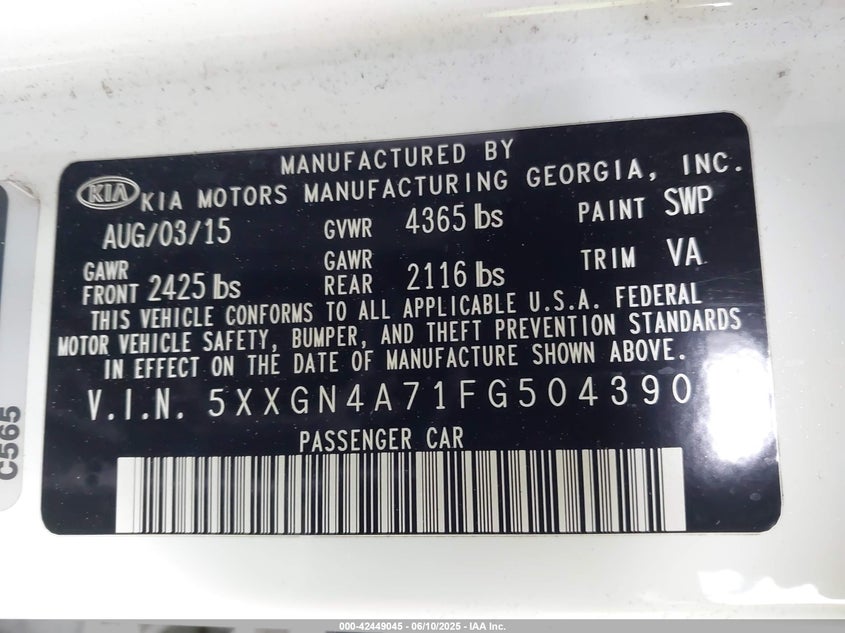 MANUFACTURED BY
KIA KIA MOTORS MANUFACTURING GEORGIA, INC.
AUG/03/15 GVWR 4365 lbs PAINT SWP
GAWR FRONT 2425 lbs GAWR REAR 2116 lbs TRIM VA
THIS VEHICLE CONFORMS TO ALL APPLICABLE U.S.A. FEDERAL
MOTOR VEHICLE SAFETY, BUMPER, AND THEFT PREVENTION STANDARDS
IN EFFECT ON THE DATE OF MANUFACTURE SHOWN ABOVE.
V.I.N. 5XXGN4A71FG504390
PASSENGER CAR
C565
000-42449045 - 06/10/2025 - IAA Inc.